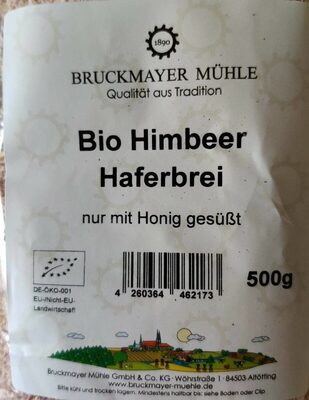 1890
BRUCKMAYER MÜHLE
Qualität aus Tradition
Bio Himbeer
Haferbrei
nur mit Honig gesüßt
500g
DE-ÖKO-001
EU-/Nicht-EU-
Landwirtschaft
4 260364 462173
Bruckmayer Mühle GmbH & Co. KG · Wöhrstraße 1 · 84503 Altötting
www.bruckmayer-muehle.de
Bitte kühl und trocken lagern. Mindestens haltbar bis: siehe Boden oder Clip